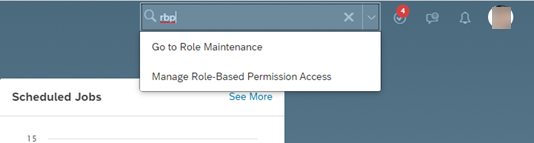 rbp
4
Go to Role Maintenance
Manage Role-Based Permission Access
Scheduled Jobs
See More
15